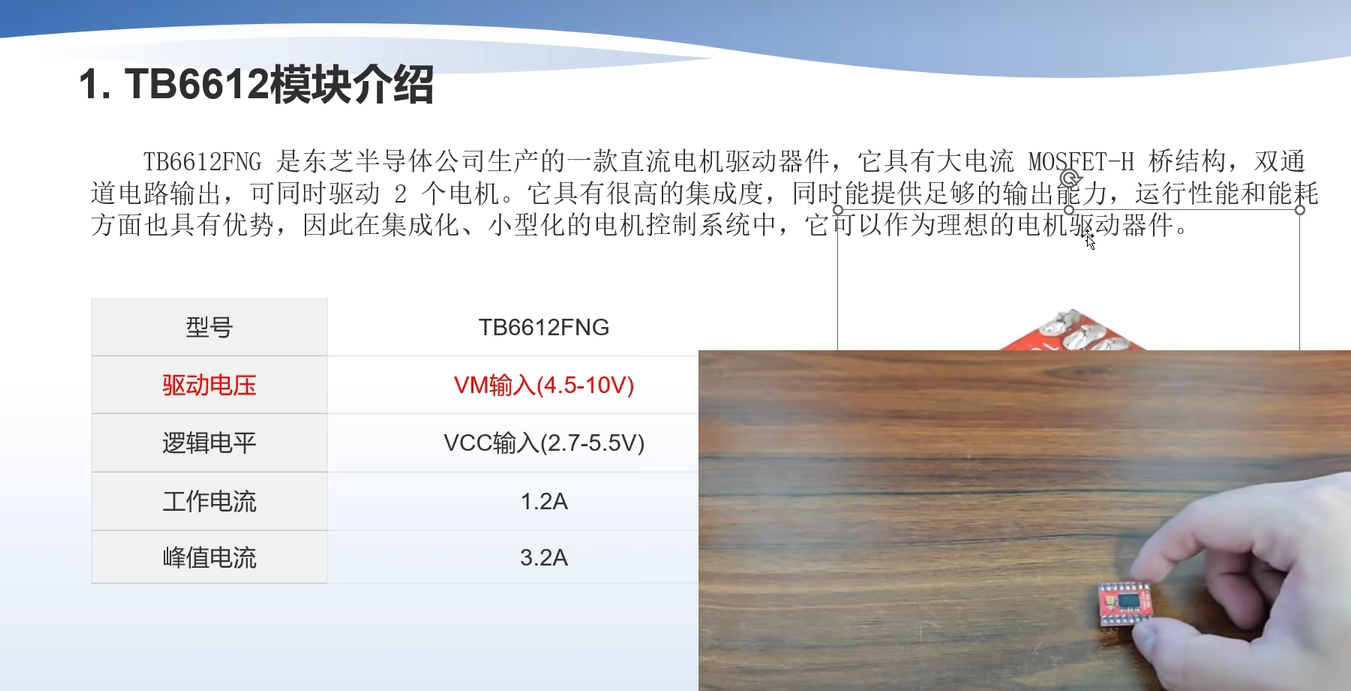 1. TB6612模块介绍
TB6612FNG 是东芝半导体公司生产的一款直流电机驱动器件，它具有大电流 MOSFET-H 桥结构，双通
道电路输出，可同时驱动 2 个电机。它具有很高的集成度，同时能提供足够的输出能力，运行性能和能耗
方面也具有优势，因此在集成化、小型化的电机控制系统中，它可以作为理想的电机驱动器件。
型号 TB6612FNG
驱动电压 VM输入(4.5-10V)
逻辑电平 VCC输入(2.7-5.5V)
工作电流 1.2A
峰值电流 3.2A